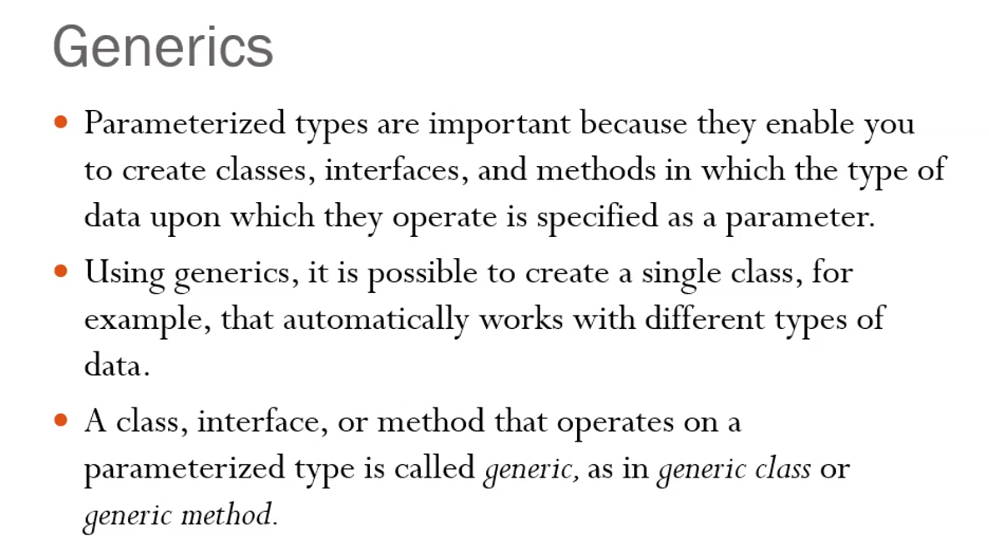 Generics
• Parameterized types are important because they enable you
to create classes, interfaces, and methods in which the type of
data upon which they operate is specified as a parameter.
• Using generics, it is possible to create a single class, for
example, that automatically works with different types of
data.
• A class, interface, or method that operates on a
parameterized type is called generic, as in generic class or
generic method.